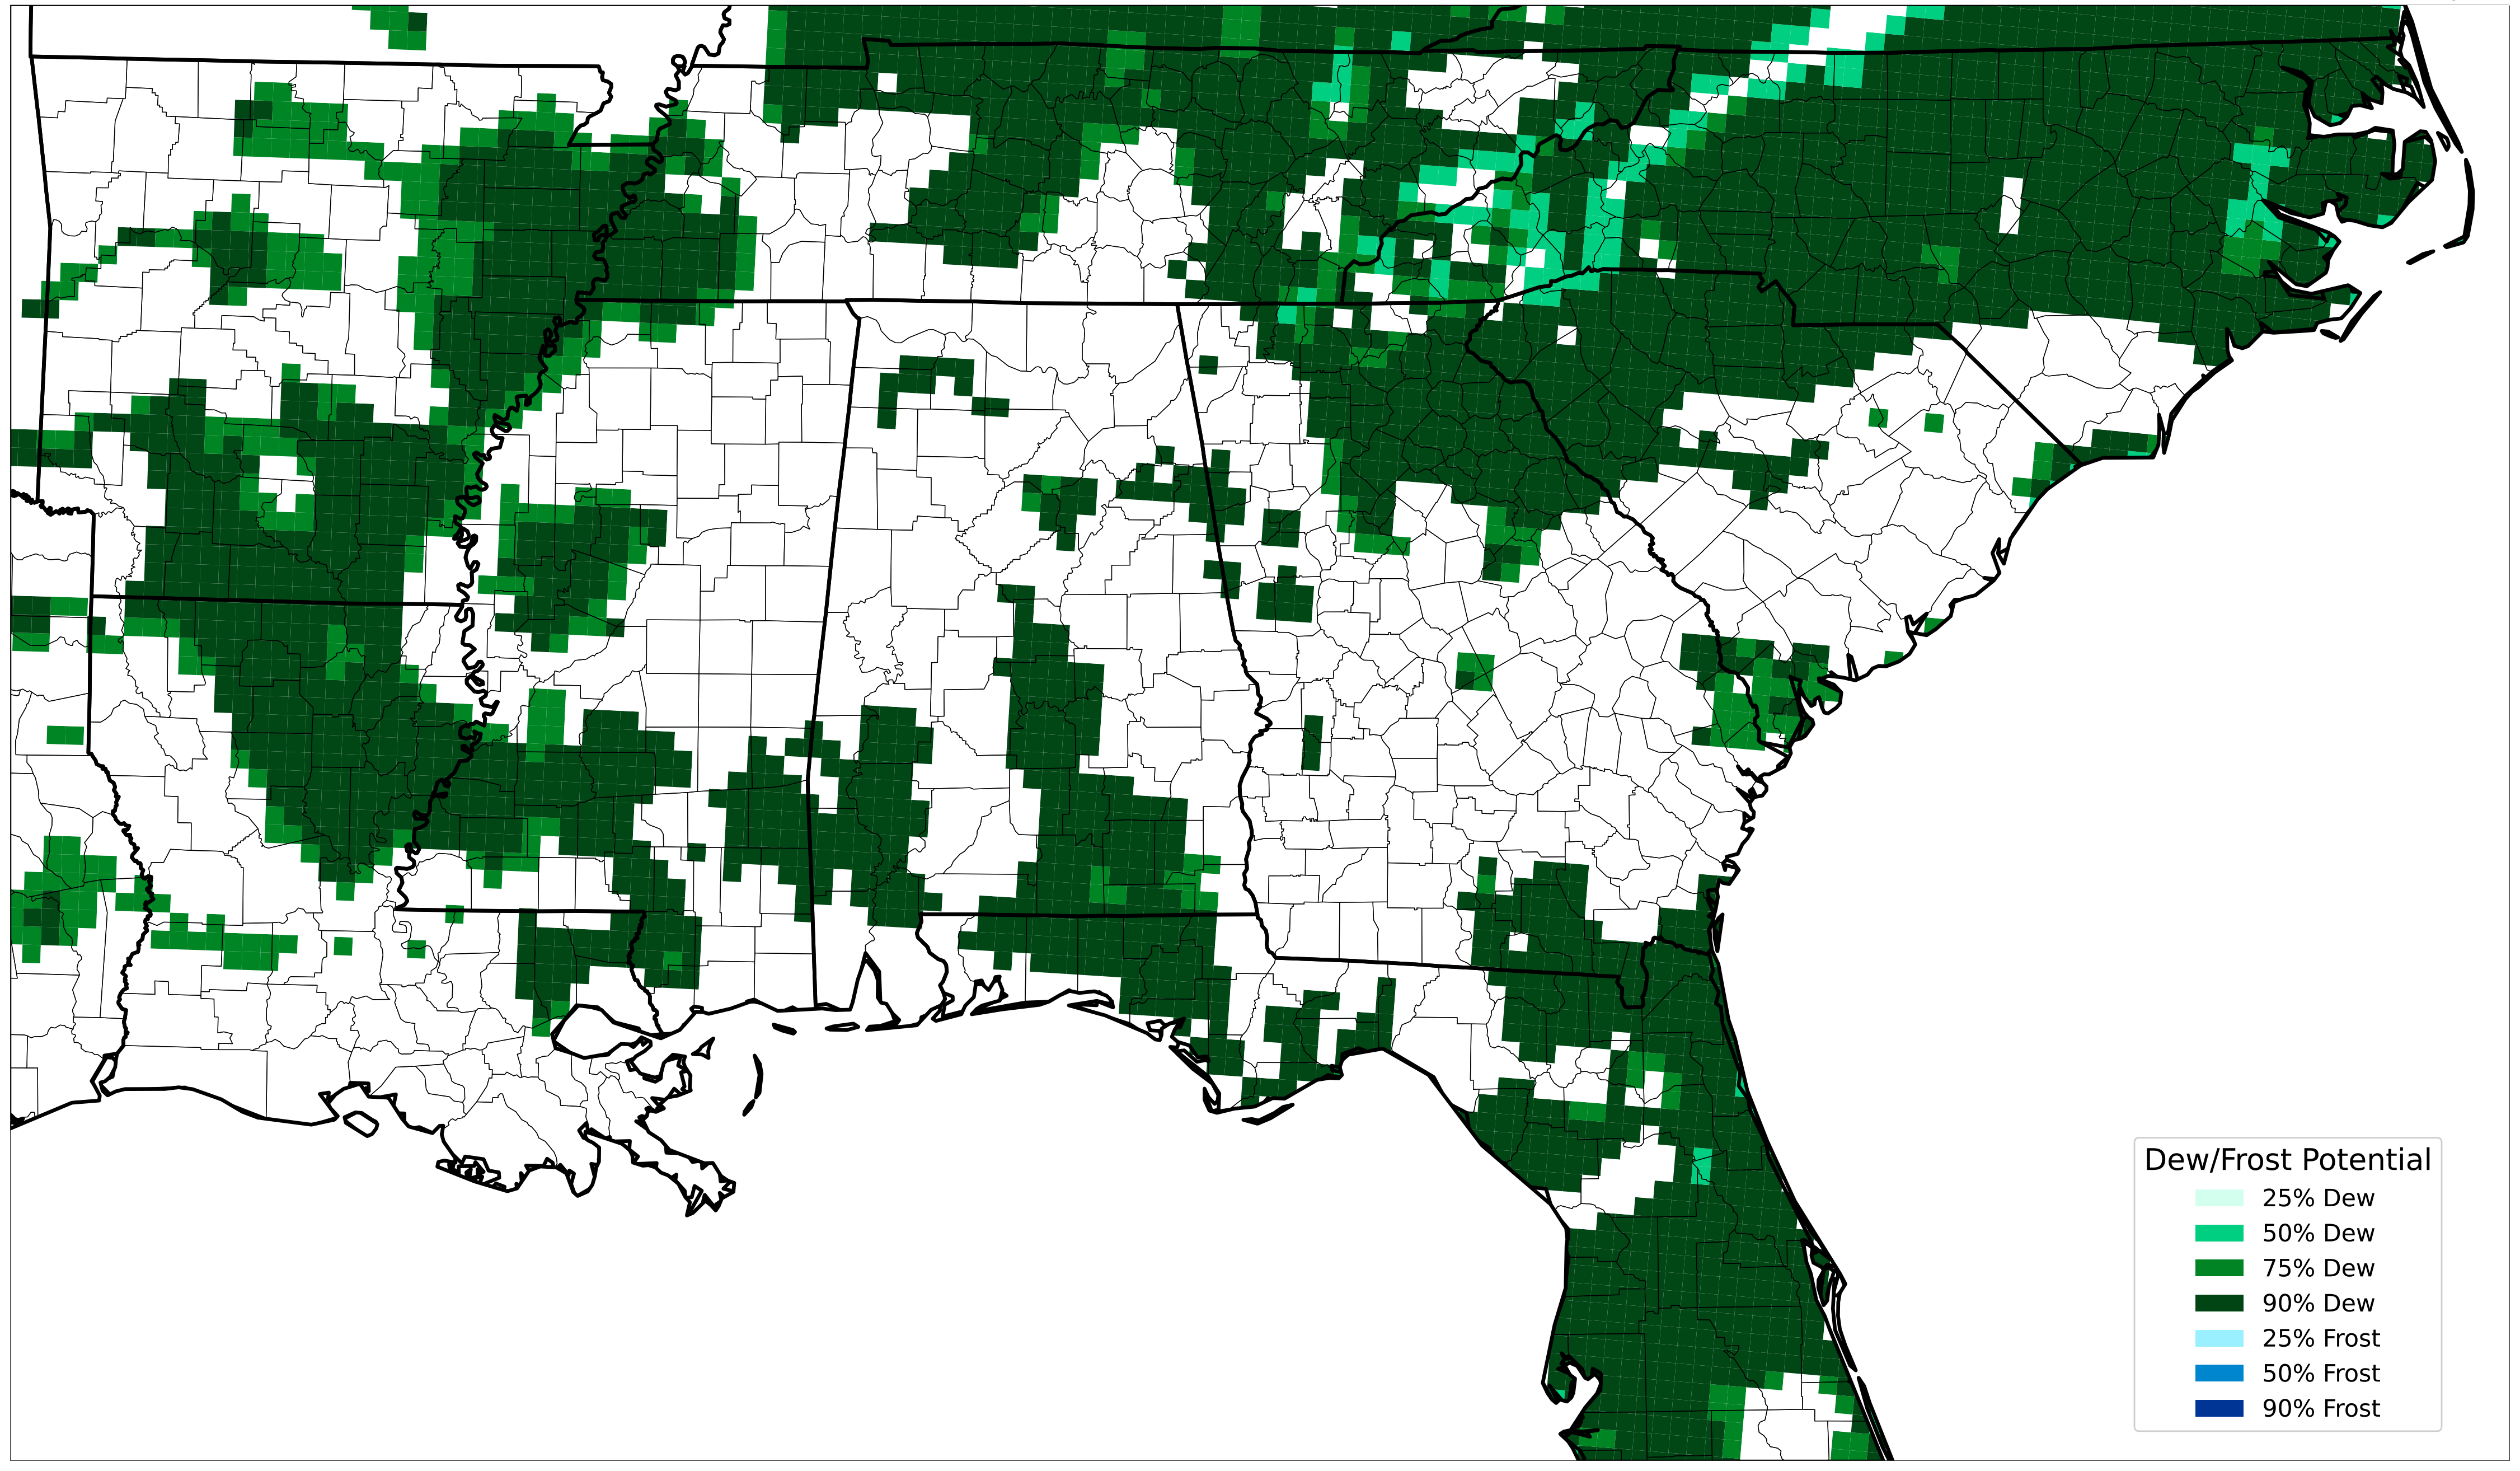 Dew/Frost Potential
25% Dew
50% Dew
75% Dew
90% Dew
25% Frost
50% Frost
90% Frost